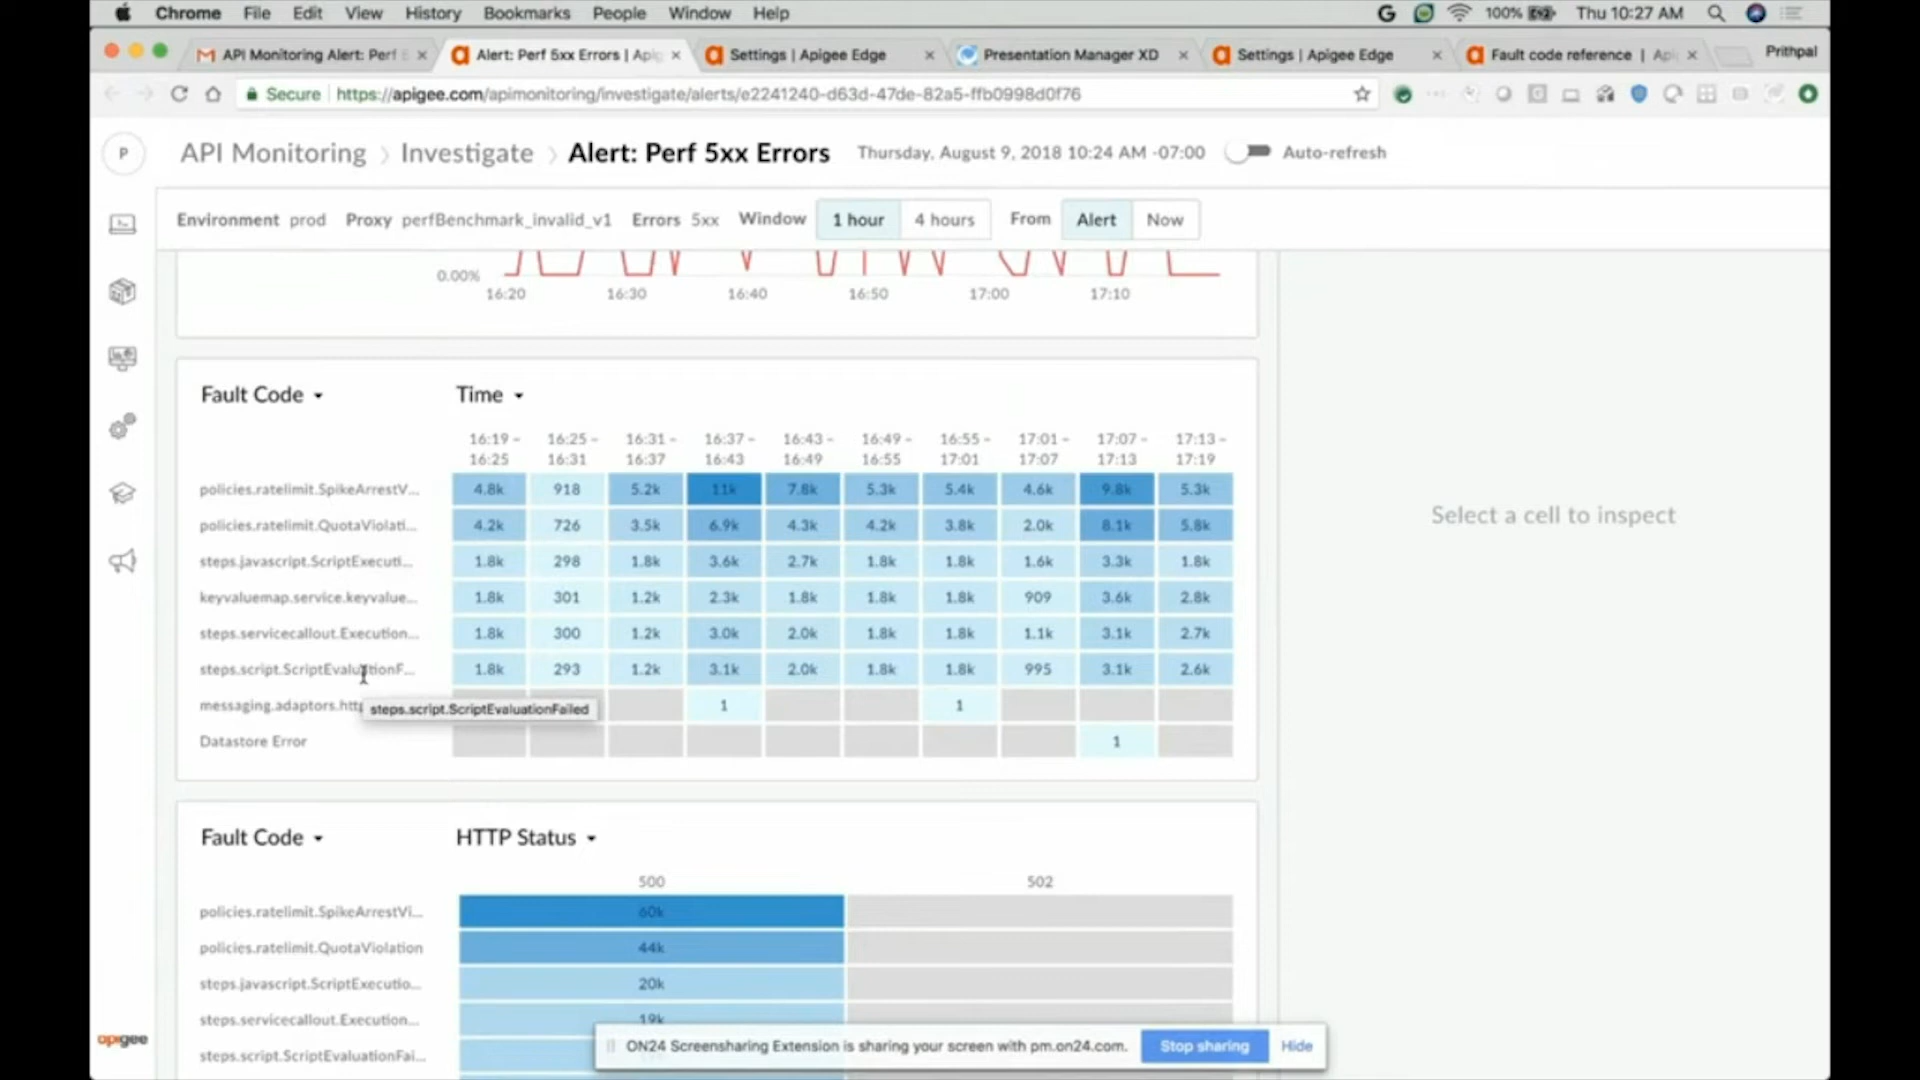 Chrome File Edit View History Bookmarks People Window Help 100% Thu 10:27 AM
API Monitoring Alert: Perf Alert: Perf 5xx Errors | Apig Settings | Apigee Edge Presentation Manager XD Settings | Apigee Edge Fault code reference | Api Prithpal
Secure https://apigee.com/apimonitoring/investigate/alerts/e2241240-d63d-47de-82a5-ffb0998d0f76
P API Monitoring Investigate Alert: Perf 5xx Errors Thursday, August 9, 2018 10:24 AM -07:00 Auto-refresh
Environment prod Proxy perfBenchmark_invalid_v1 Errors 5xx Window 1 hour 4 hours From Alert Now
0.00%
16:20 16:30 16:40 16:50 17:00 17:10
Fault Code Time
16:19 – 16:25 – 16:31 – 16:37 – 16:43 – 16:49 – 16:55 – 17:01 – 17:07 – 17:13 –
16:25 16:31 16:37 16:43 16:49 16:55 17:01 17:07 17:13 17:19
policies.ratelimit.SpikeArrestV... 4.8k 918 5.2k 11k 7.8k 5.3k 5.4k 4.6k 9.8k 5.3k
policies.ratelimit.QuotaViolati... 4.2k 726 3.5k 6.9k 4.3k 4.2k 3.8k 2.0k 8.1k 5.8k
steps.javascript.ScriptExecuti... 1.8k 298 1.8k 3.6k 2.7k 1.8k 1.8k 1.6k 3.3k 1.8k
keyvaluemap.service.keyvalue... 1.8k 301 1.2k 2.3k 1.8k 1.8k 1.8k 909 3.6k 2.8k
steps.servicecallout.Execution... 1.8k 300 1.2k 3.0k 2.0k 1.8k 1.8k 1.1k 3.1k 2.7k
steps.script.ScriptEvaluationF... 1.8k 293 1.2k 3.1k 2.0k 1.8k 1.8k 995 3.1k 2.6k
messaging.adaptors.http 1 1
steps.script.ScriptEvaluationFailed
Datastore Error 1
Select a cell to inspect
Fault Code HTTP Status
500 502
policies.ratelimit.SpikeArrestVi... 60k
policies.ratelimit.QuotaViolation 44k
steps.javascript.ScriptExecutio... 20k
steps.servicecallout.Execution... 19k
steps.script.ScriptEvaluationFai...
apigee
ON24 Screensharing Extension is sharing your screen with pm.on24.com. Stop sharing Hide